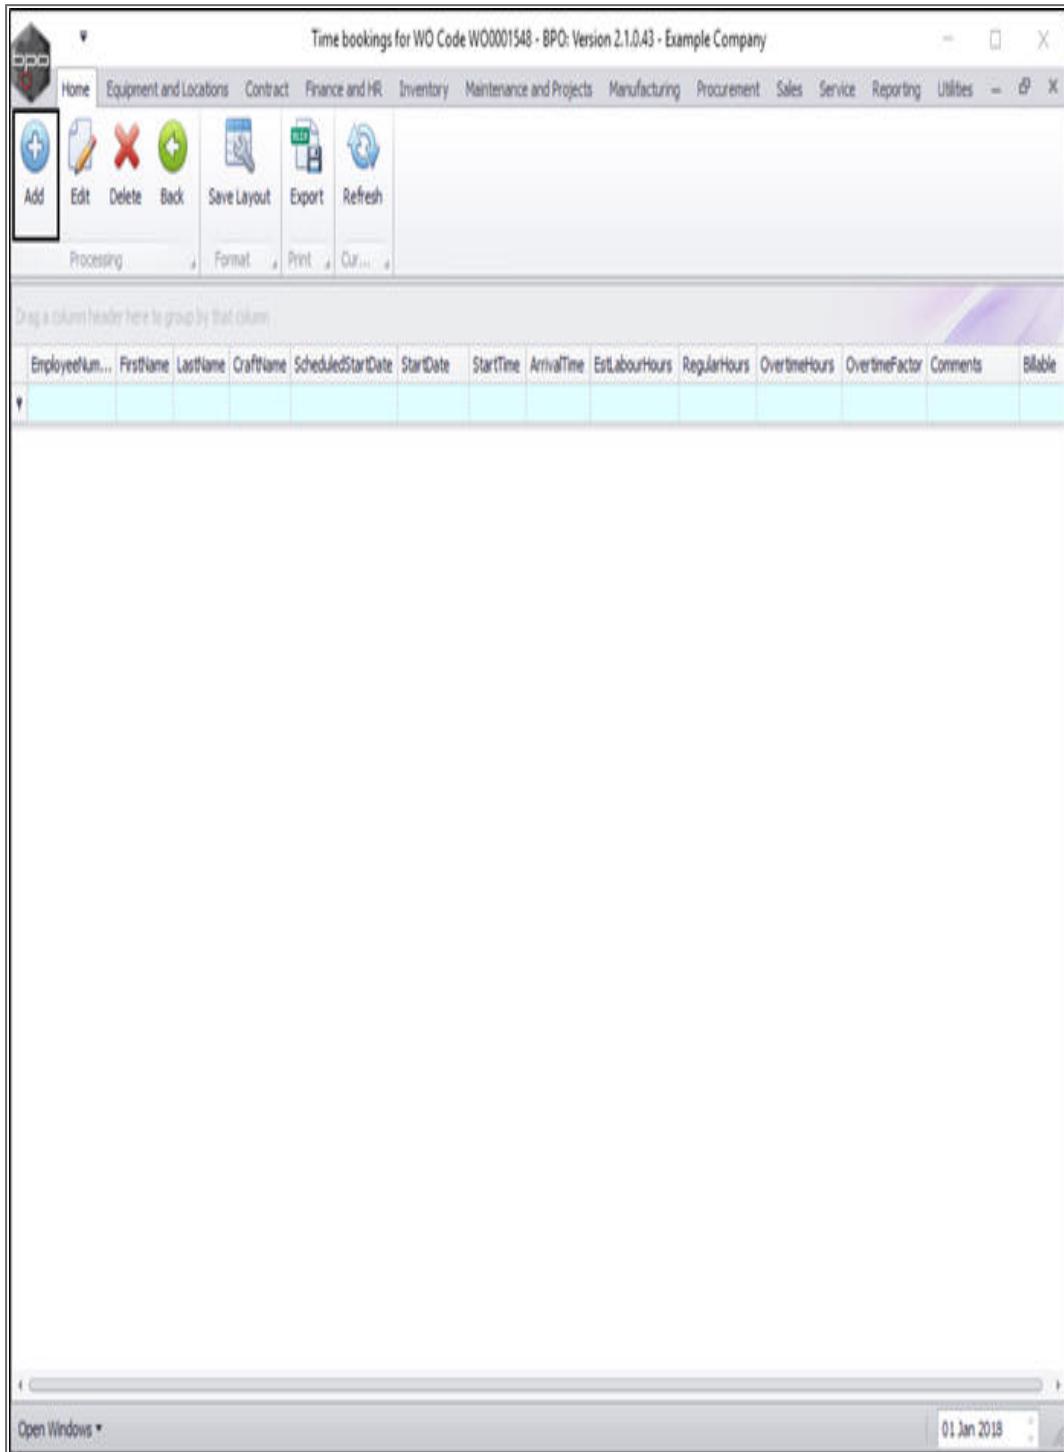 Time bookings for WO Code WO0001548 - BPO: Version 2.1.0.43 - Example Company
bpo
Home Equipment and Locations Contract Finance and HR Inventory Maintenance and Projects Manufacturing Procurement Sales Service Reporting Utilities
Add Edit Delete Back Save Layout Export Refresh
Processing Format Print Cur...
Drag a column header here to group by that column
EmployeeNum... FirstName LastName CraftName ScheduledStartDate StartDate StartTime ArrivalTime EstLabourHours RegularHours OvertimeHours OvertimeFactor Comments Billable
Open Windows 01 Jan 2018